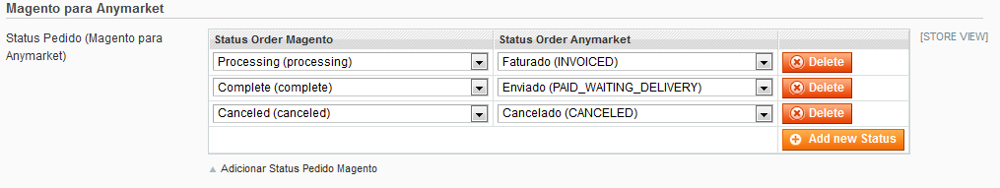 Magento para Anymarket
Status Pedido (Magento para
Anymarket)
Status Order Magento
Status Order Anymarket
[STORE VIEW]
Processing (processing)
Faturado (INVOICED)
Delete
Complete (complete)
Enviado (PAID_WAITING_DELIVERY)
Delete
Canceled (canceled)
Cancelado (CANCELED)
Delete
Add new Status
Adicionar Status Pedido Magento